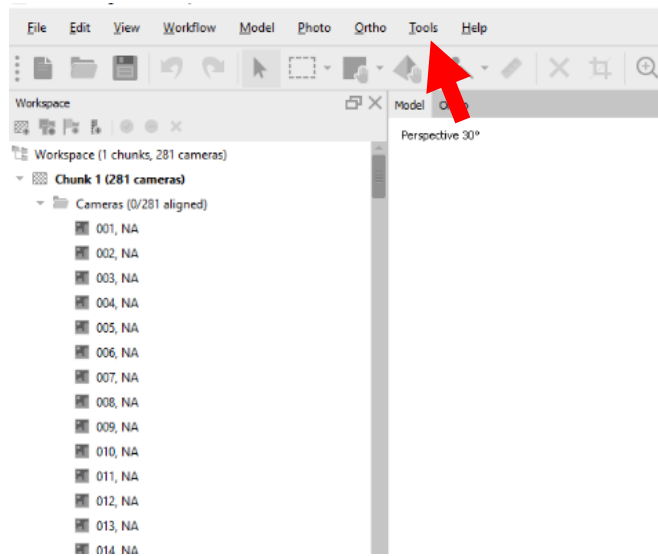 File Edit View Workflow Model Photo Ortho Tools Help
Workspace
Model
Perspective 30°
Workspace (1 chunks, 281 cameras)
Chunk 1 (281 cameras)
Cameras (0/281 aligned)
001, NA
002, NA
003, NA
004, NA
005, NA
006, NA
007, NA
008, NA
009, NA
010, NA
011, NA
012, NA
013, NA
014, NA